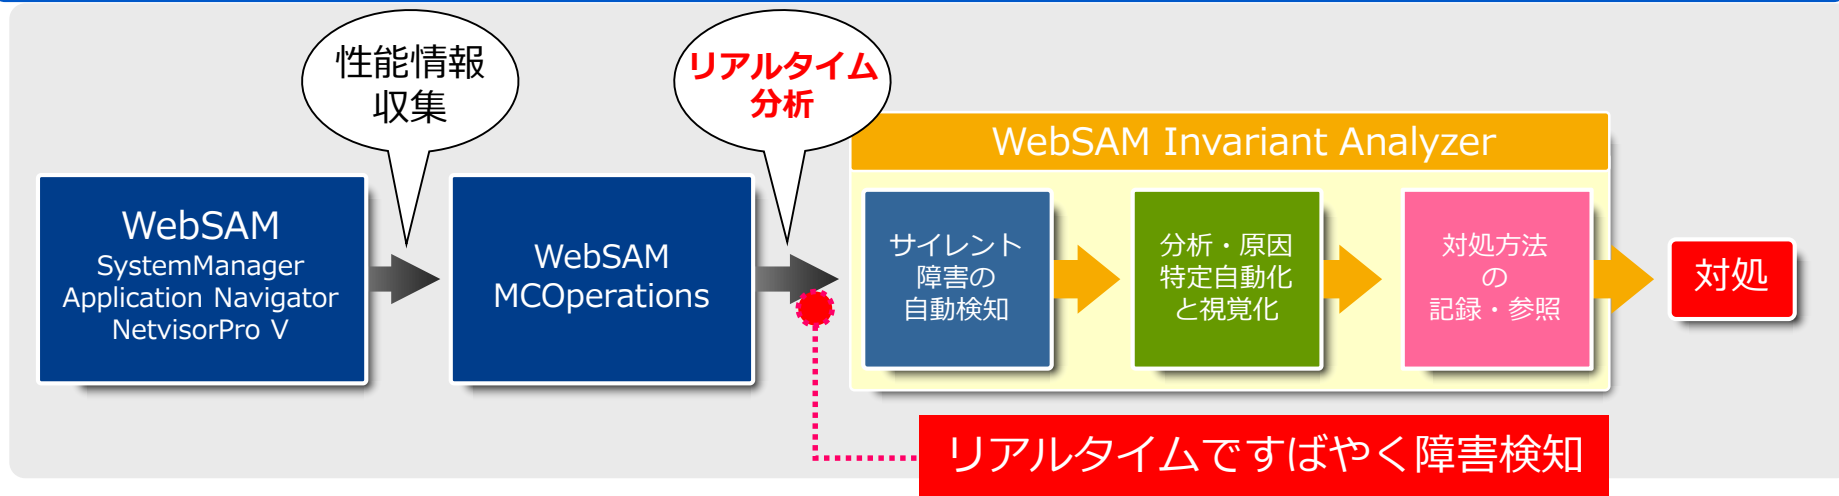 性能情報
収集
リアルタイム
分析
WebSAM Invariant Analyzer
WebSAM
SystemManager
Application Navigator
NetvisorPro V
WebSAM
MCOperations
サイレント
障害の
自動検知
分析・原因
特定自動化
と視覚化
対処方法
の
記録・参照
対処
リアルタイムですばやく障害検知